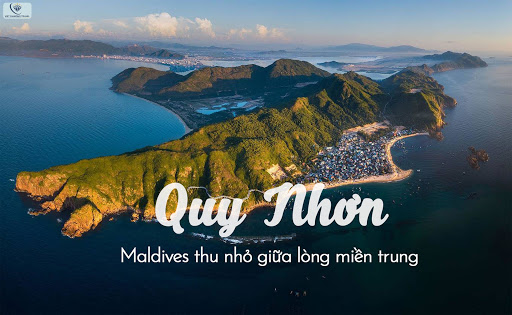 Quy Nhơn
Maldives thu nhỏ giữa lòng miền trung